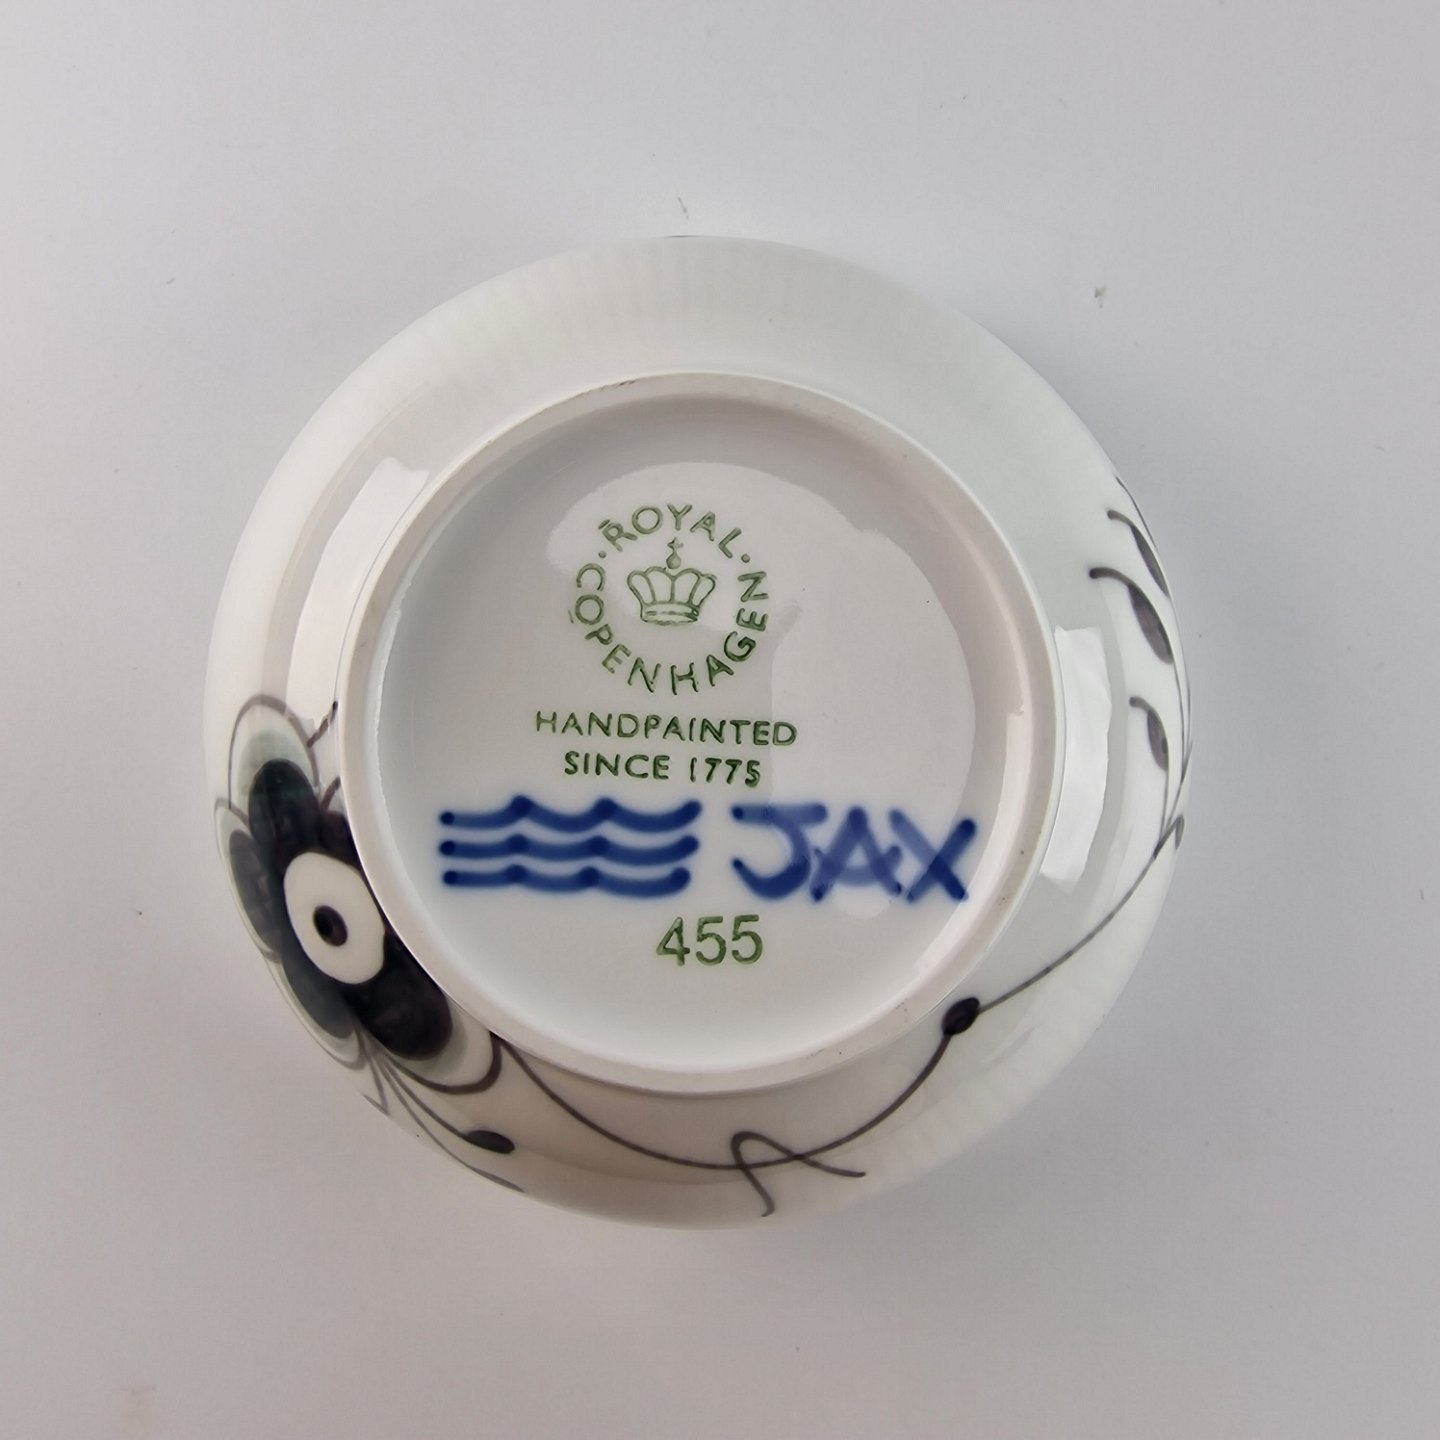 ROYAL
COPENHAGEN
HANDPAINTED
SINCE 1775
JAX
455